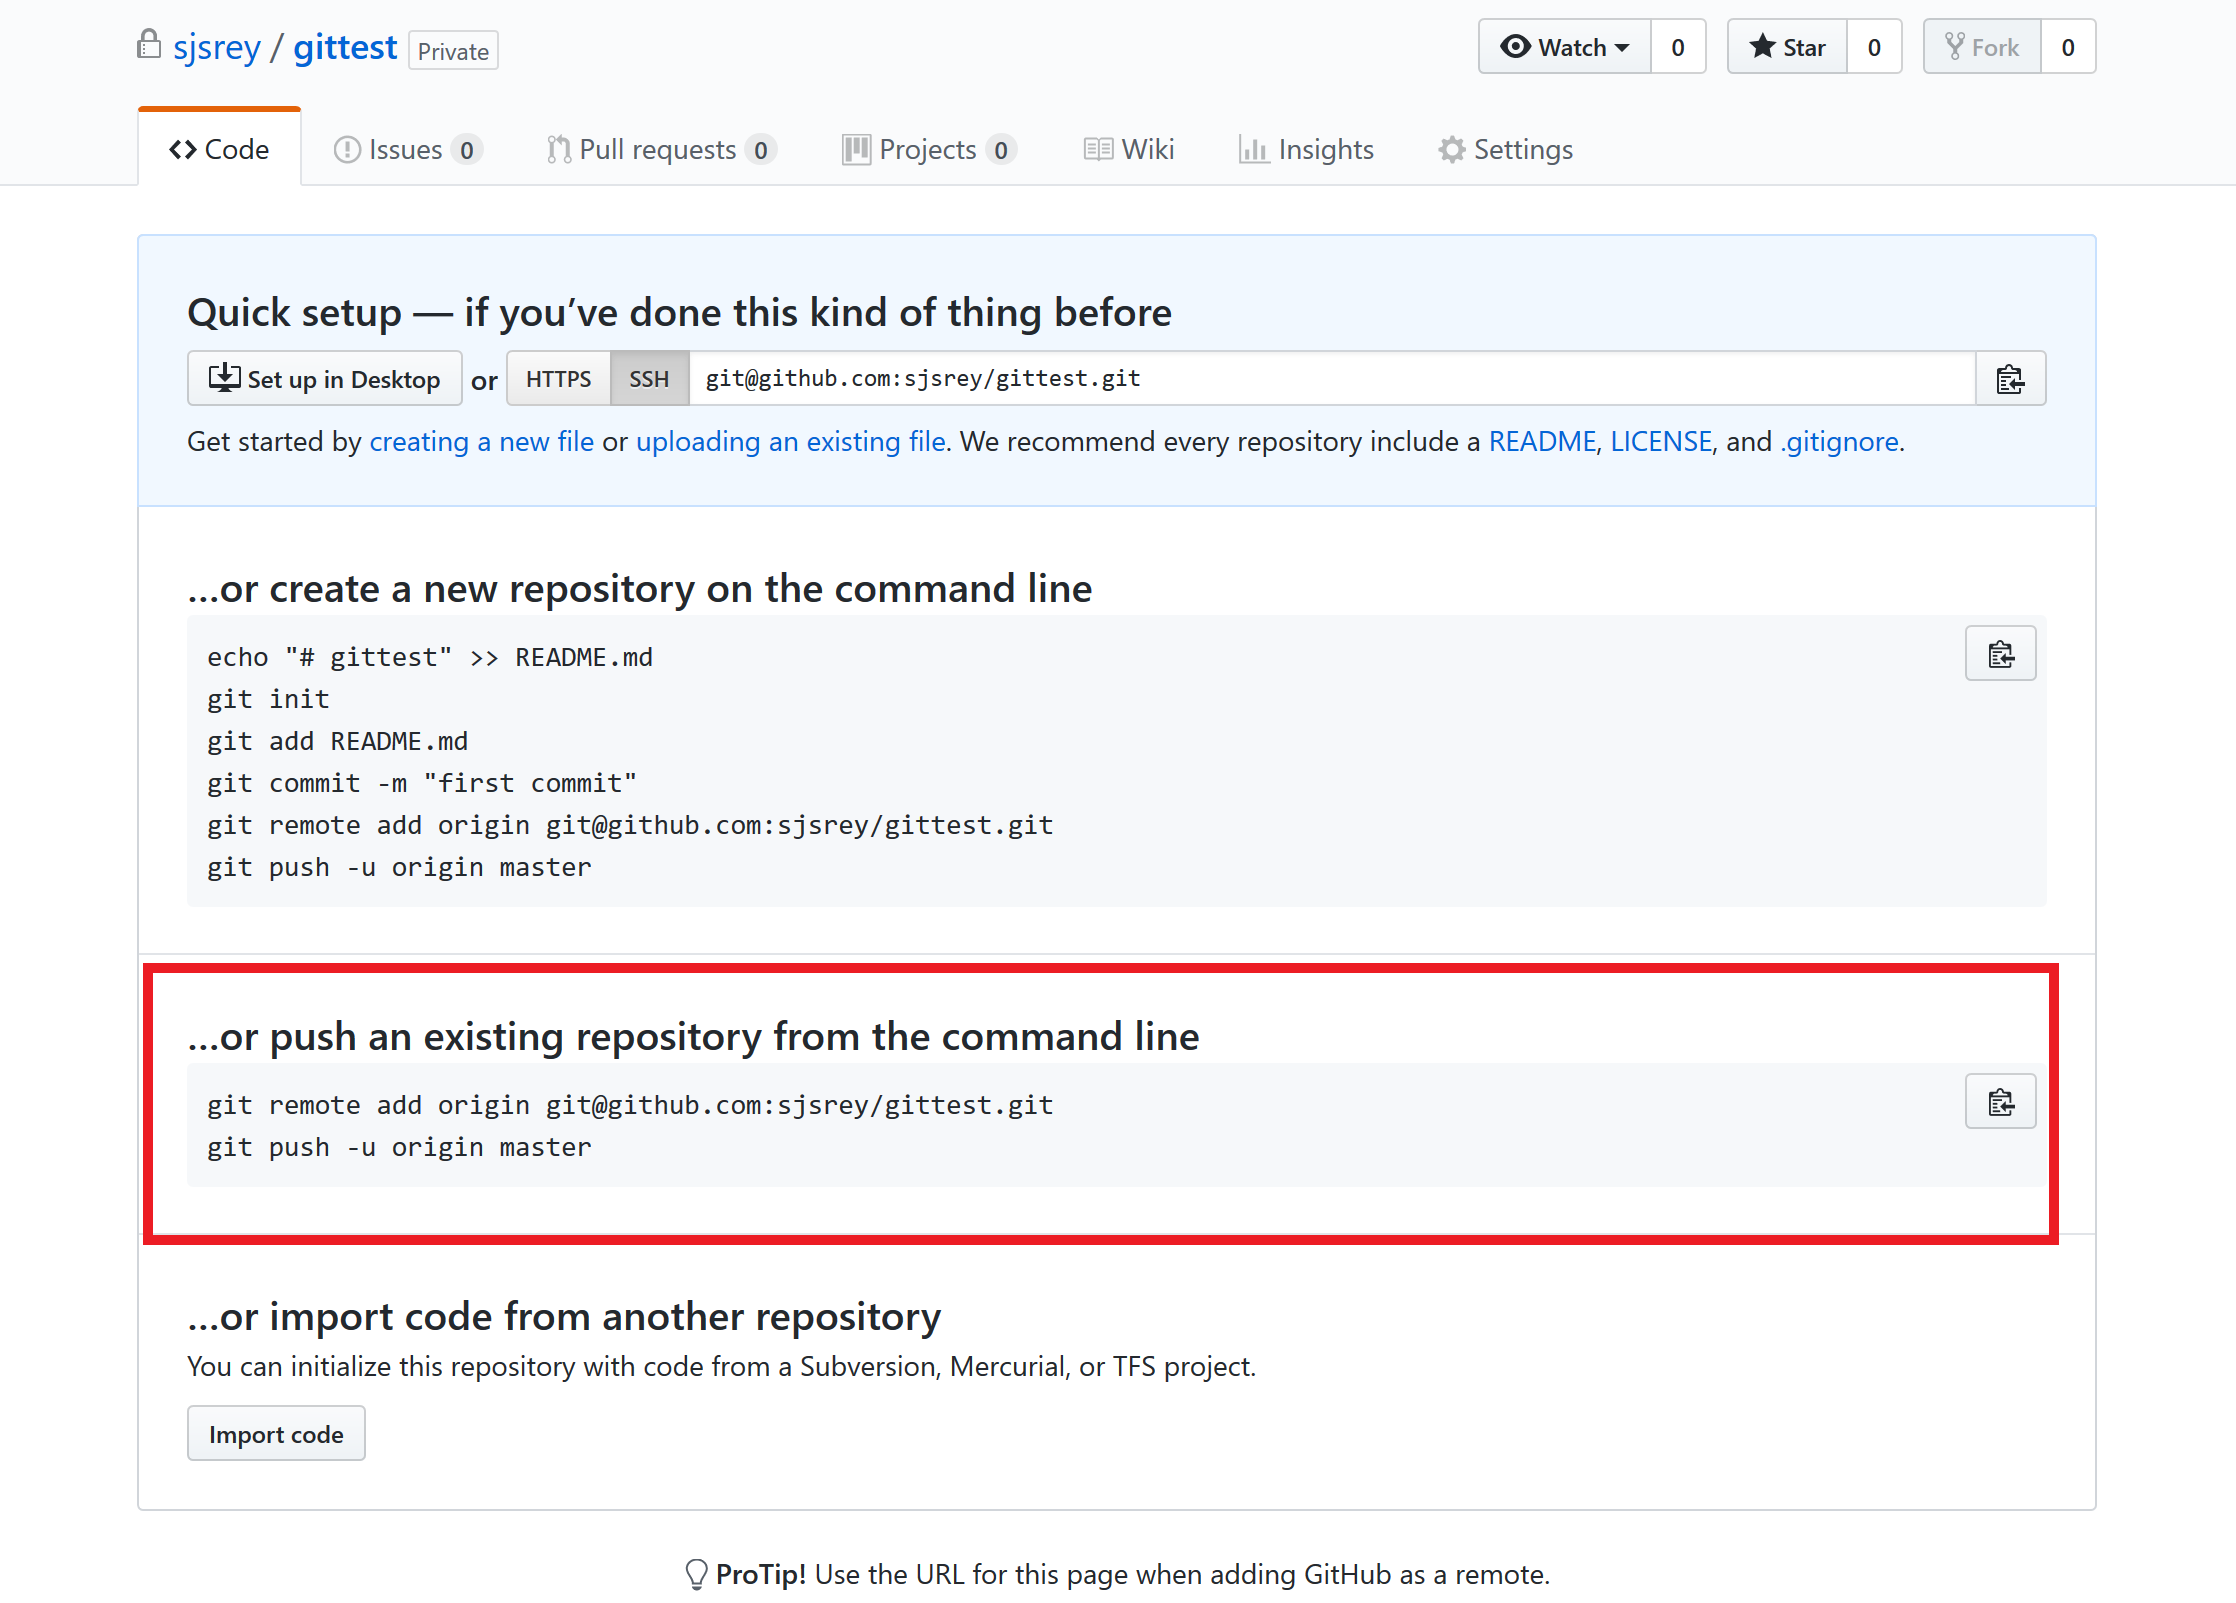 sjsrey / gittest Private
Watch 0 Star 0 Fork 0
Code Issues 0 Pull requests 0 Projects 0 Wiki Insights Settings
Quick setup — if you’ve done this kind of thing before
Set up in Desktop or HTTPS SSH git@github.com:sjsrey/gittest.git
Get started by creating a new file or uploading an existing file. We recommend every repository include a README, LICENSE, and .gitignore.
…or create a new repository on the command line
echo "# gittest" >> README.md
git init
git add README.md
git commit -m "first commit"
git remote add origin git@github.com:sjsrey/gittest.git
git push -u origin master
…or push an existing repository from the command line
git remote add origin git@github.com:sjsrey/gittest.git
git push -u origin master
…or import code from another repository
You can initialize this repository with code from a Subversion, Mercurial, or TFS project.
Import code
ProTip! Use the URL for this page when adding GitHub as a remote.